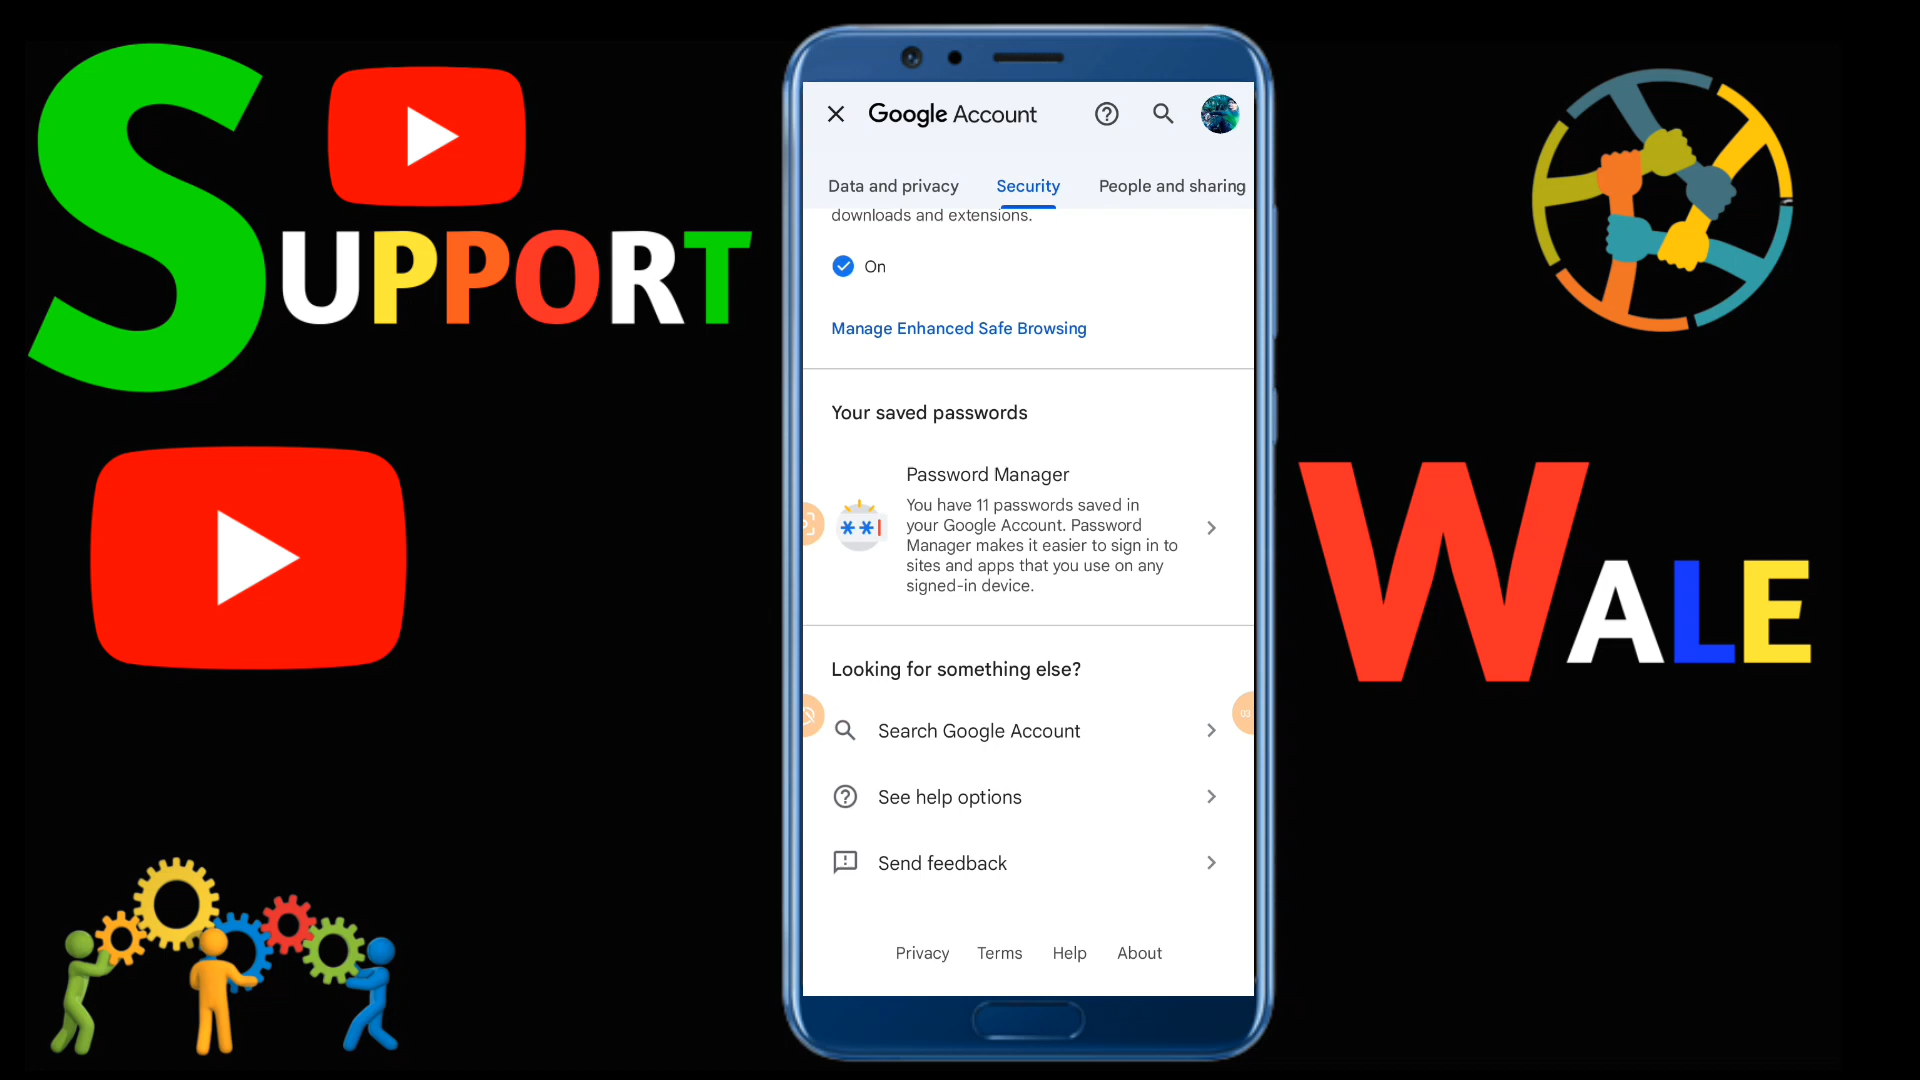 SUPPORT
WALE
Google Account
Data and privacy
Security
People and sharing
downloads and extensions.
On
Manage Enhanced Safe Browsing
Your saved passwords
Password Manager
You have 11 passwords saved in
your Google Account. Password
Manager makes it easier to sign in to
sites and apps that you use on any
signed-in device.
Looking for something else?
Search Google Account
See help options
Send feedback
Privacy
Terms
Help
About